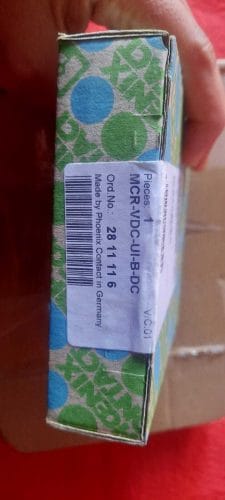 Pieces: 1
V/C.01
MCR-VDC-UI-B-DC
Ord.No.: 28 11 11 6
Made by Phoenix Contact in Germany